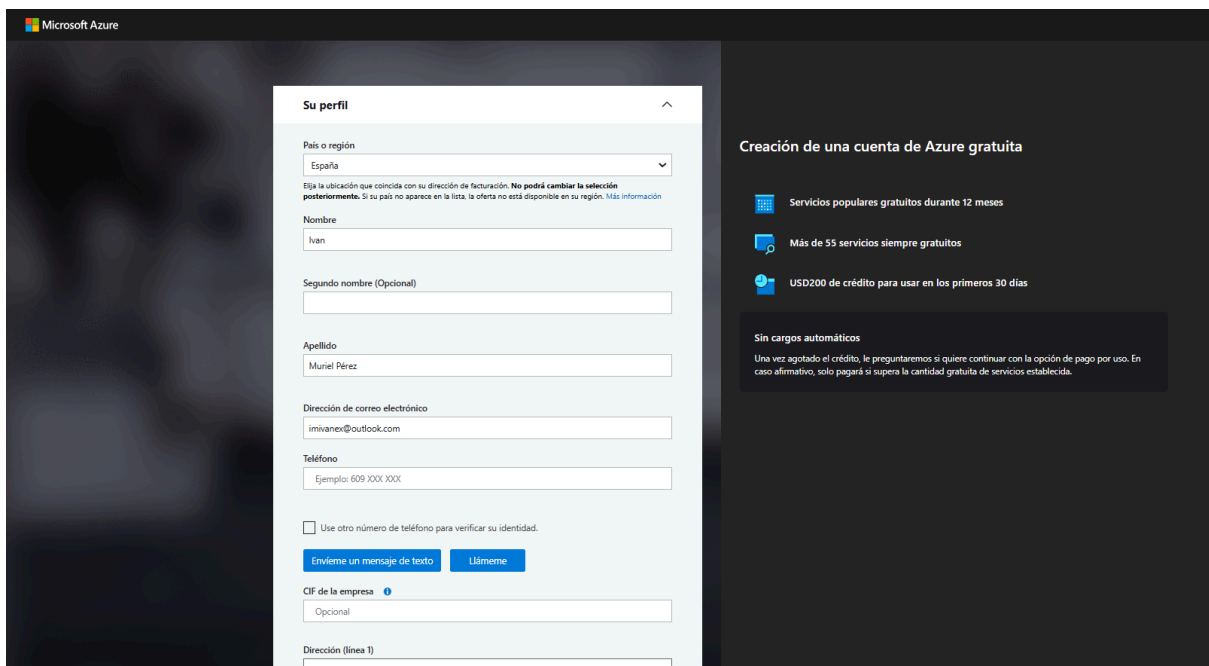 Microsoft Azure
Su perfil
País o región
España
Elija la ubicación que coincida con su dirección de facturación. No podrá cambiar la selección
posteriormente. Si su país no aparece en la lista, la oferta no está disponible en su región. Más información
Nombre
Ivan
Segundo nombre (Opcional)
Apellido
Muriel Pérez
Dirección de correo electrónico
imivanex@outlook.com
Teléfono
Ejemplo: 609 XXX XXX
Use otro número de teléfono para verificar su identidad.
Envíeme un mensaje de texto
Llámeme
CIF de la empresa
Opcional
Dirección (línea 1)
Creación de una cuenta de Azure gratuita
Servicios populares gratuitos durante 12 meses
Más de 55 servicios siempre gratuitos
USD200 de crédito para usar en los primeros 30 días
Sin cargos automáticos
Una vez agotado el crédito, le preguntaremos si quiere continuar con la opción de pago por uso. En
caso afirmativo, solo pagará si supera la cantidad gratuita de servicios establecida.